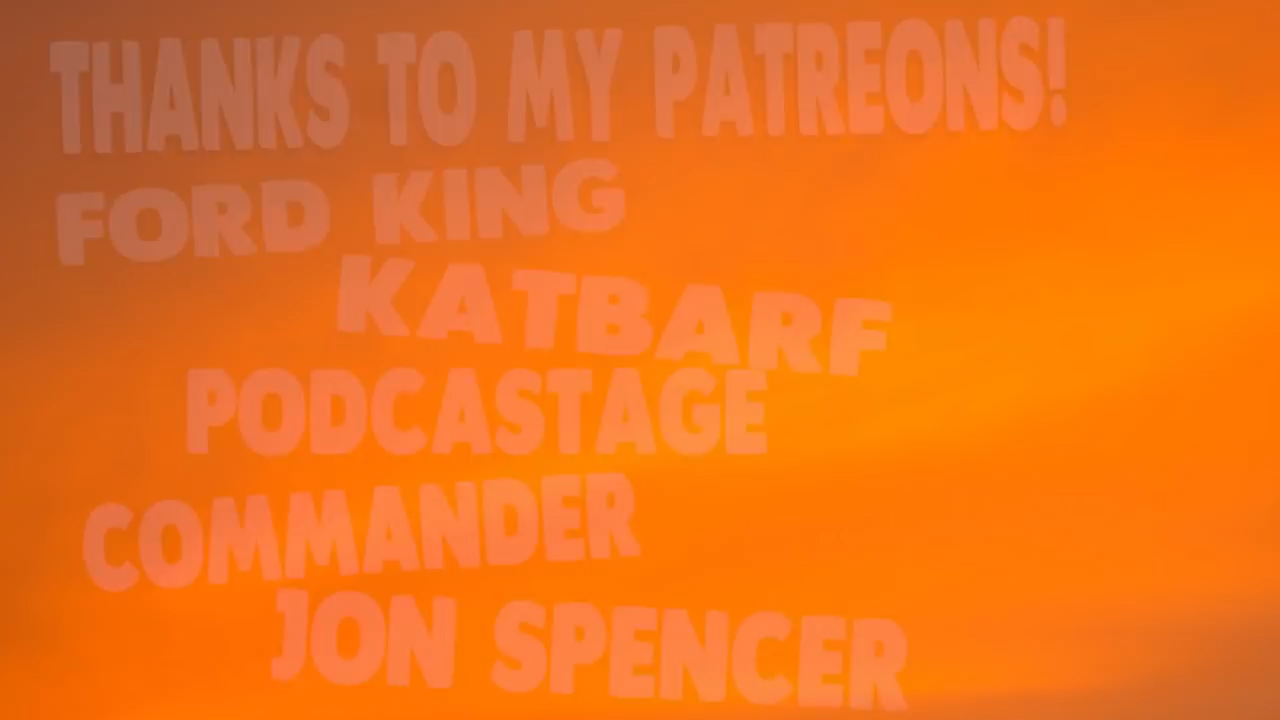 THANKS TO MY PATREONS!
FORD KING
KATBARF
PODCASTAGE
COMMANDER
JON SPENCER